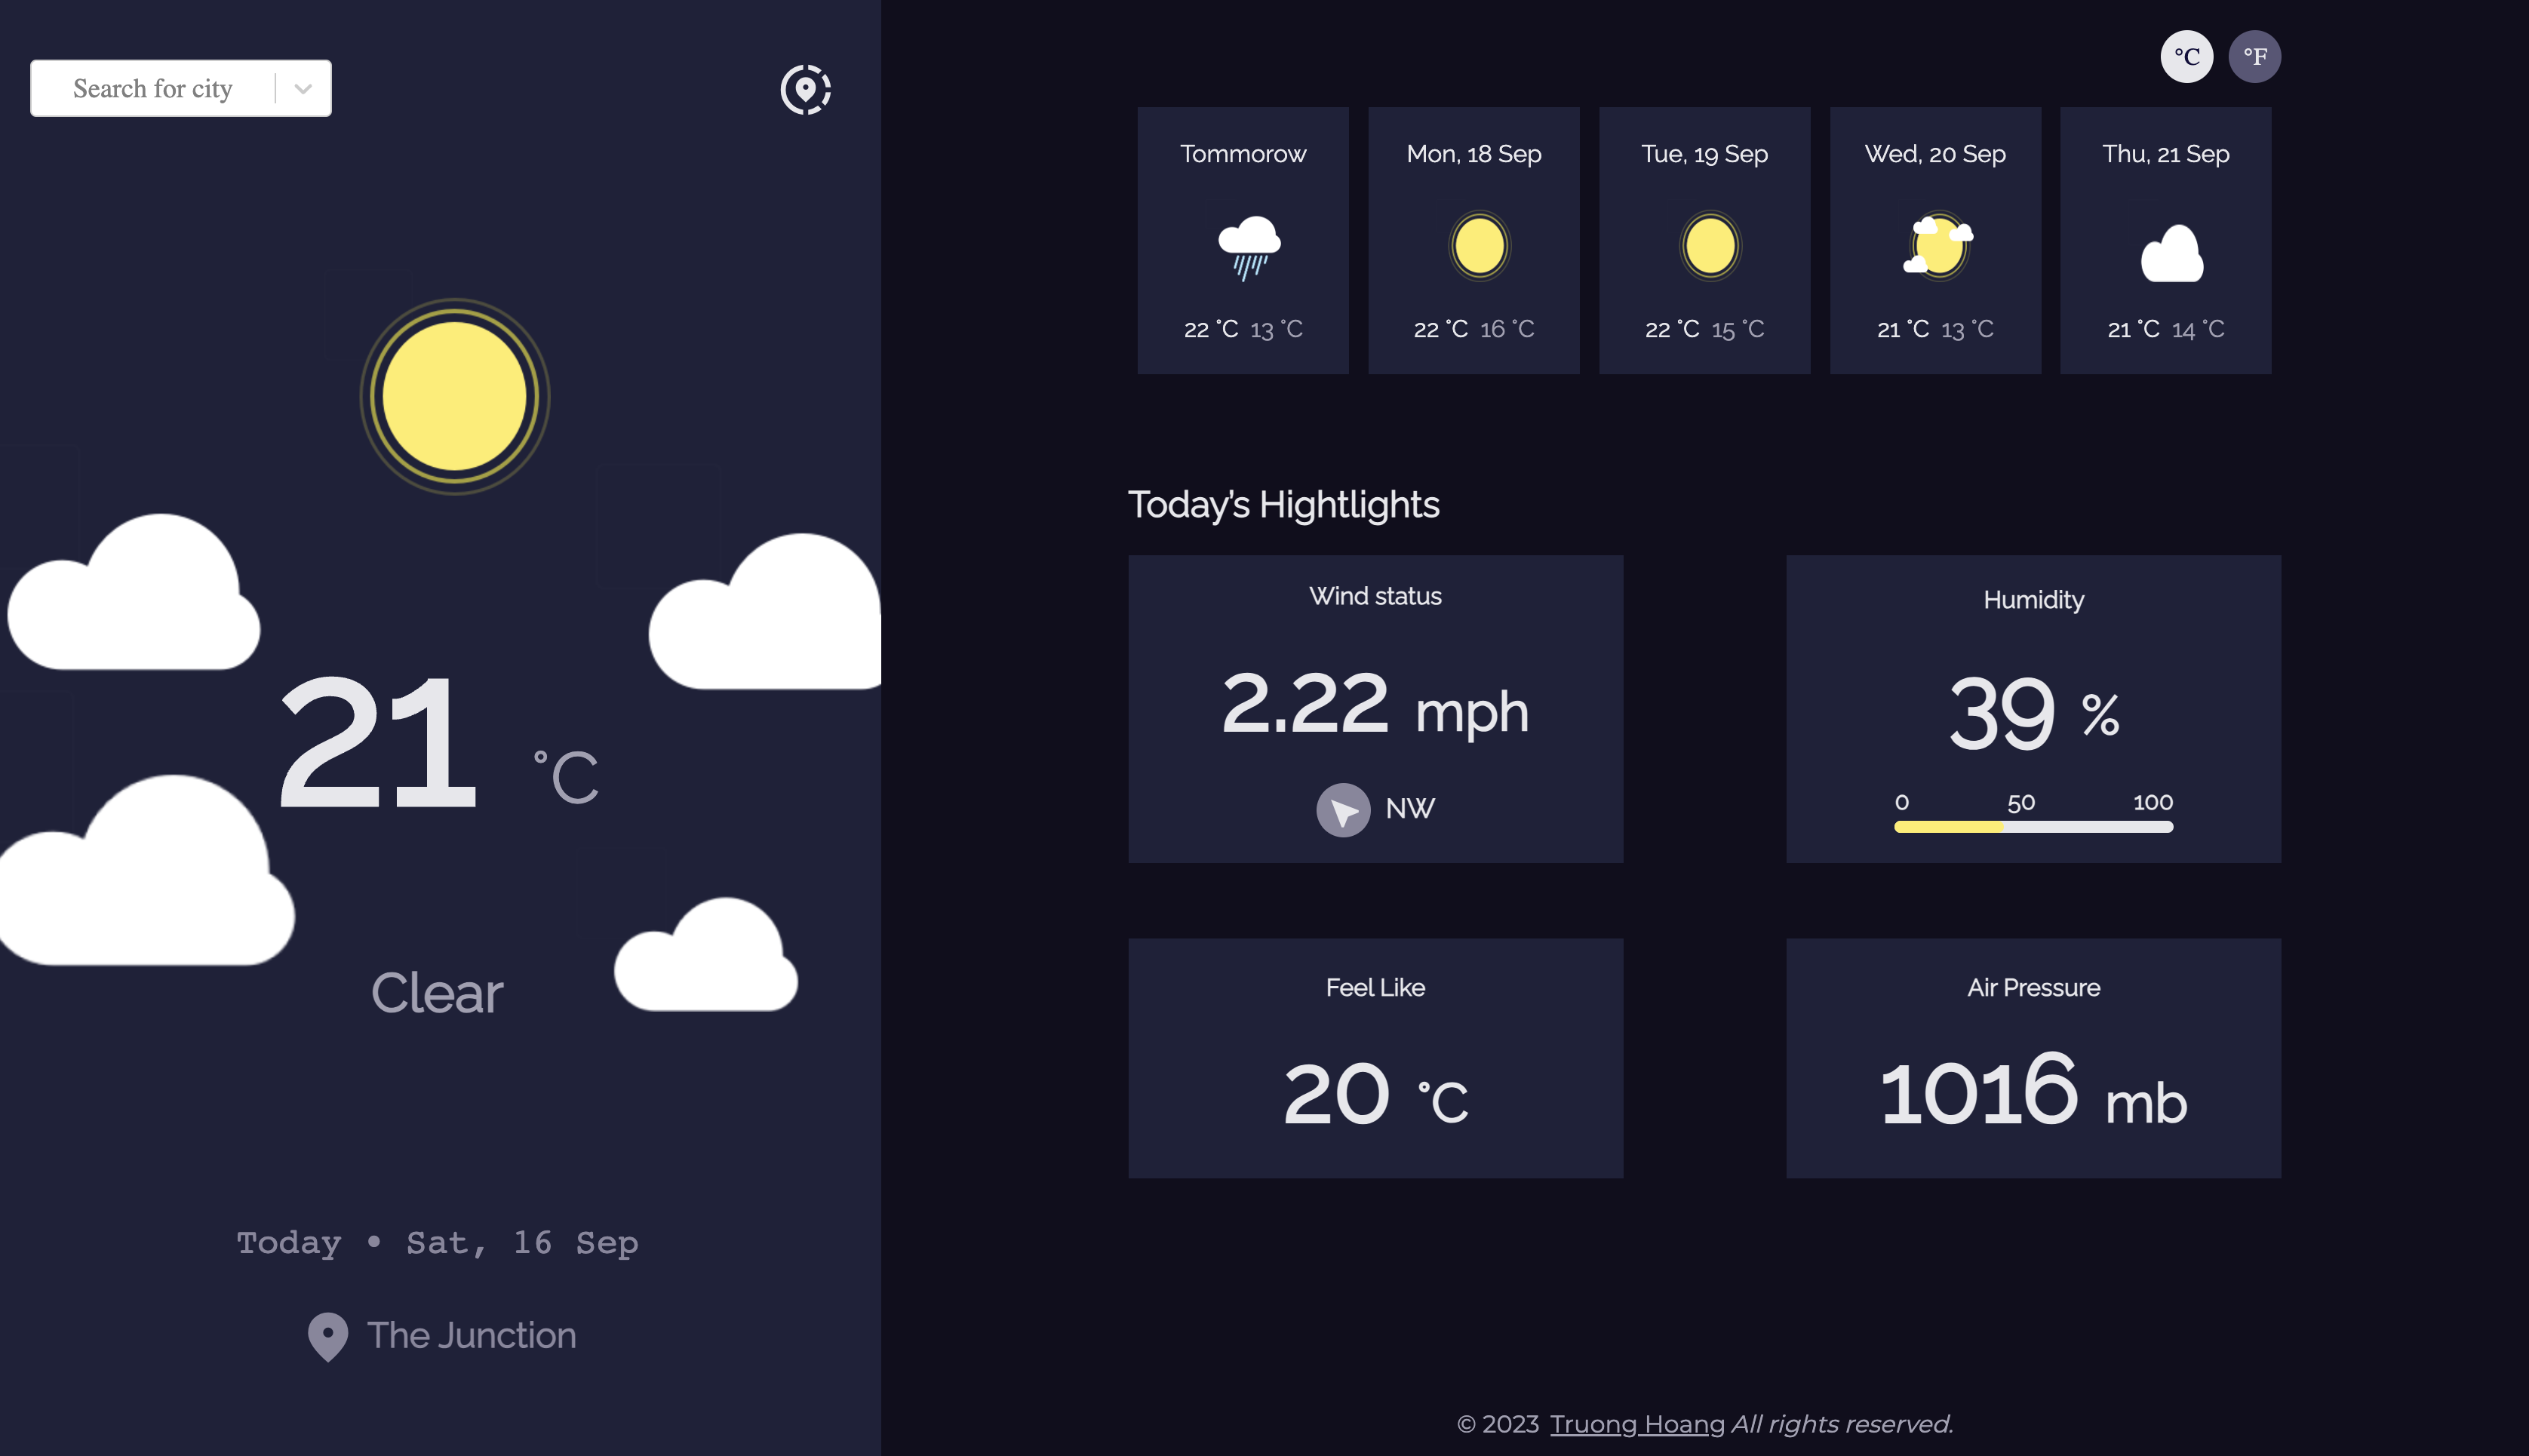 Search for city
21 °C
Clear
Today • Sat, 16 Sep
The Junction
°C °F
Tommorow
22 °C 13 °C
Mon, 18 Sep
22 °C 16 °C
Tue, 19 Sep
22 °C 15 °C
Wed, 20 Sep
21 °C 13 °C
Thu, 21 Sep
21 °C 14 °C
Today's Hightlights
Wind status
2.22 mph
NW
Humidity
39 %
0 50 100
Feel Like
20 °C
Air Pressure
1016 mb
© 2023 Truong Hoang All rights reserved.